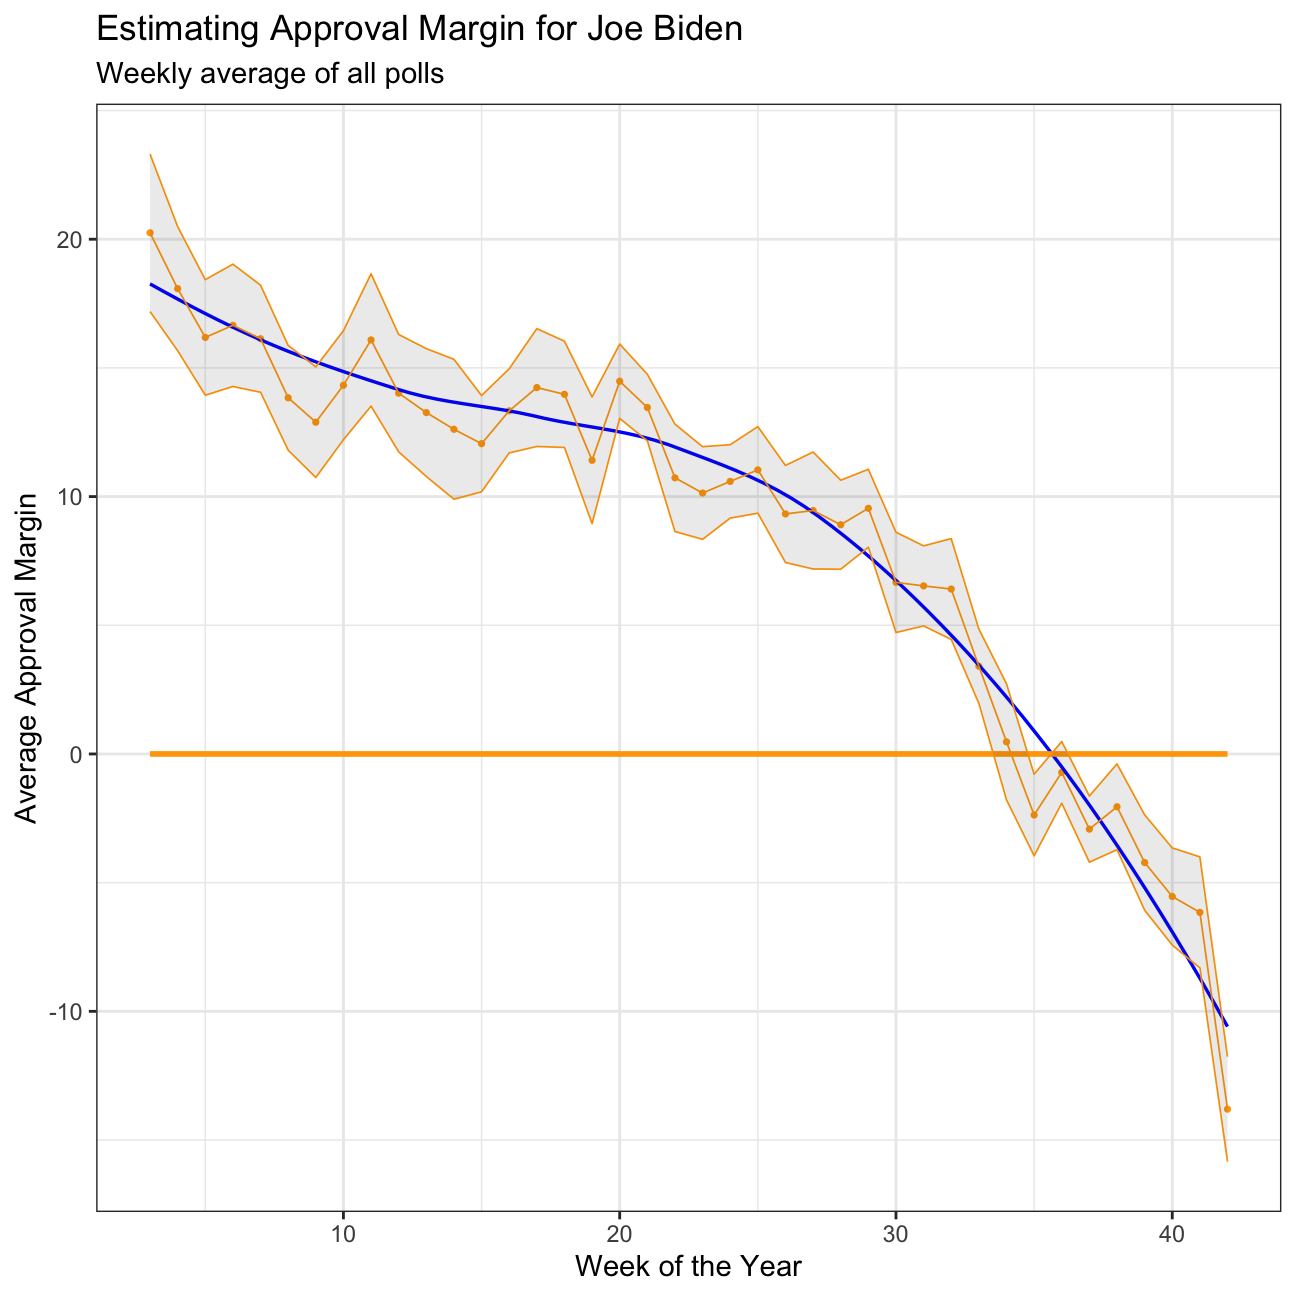 Estimating Approval Margin for Joe Biden
Weekly average of all polls
Average Approval Margin
20
10
0
-10
10
20
30
40
Week of the Year